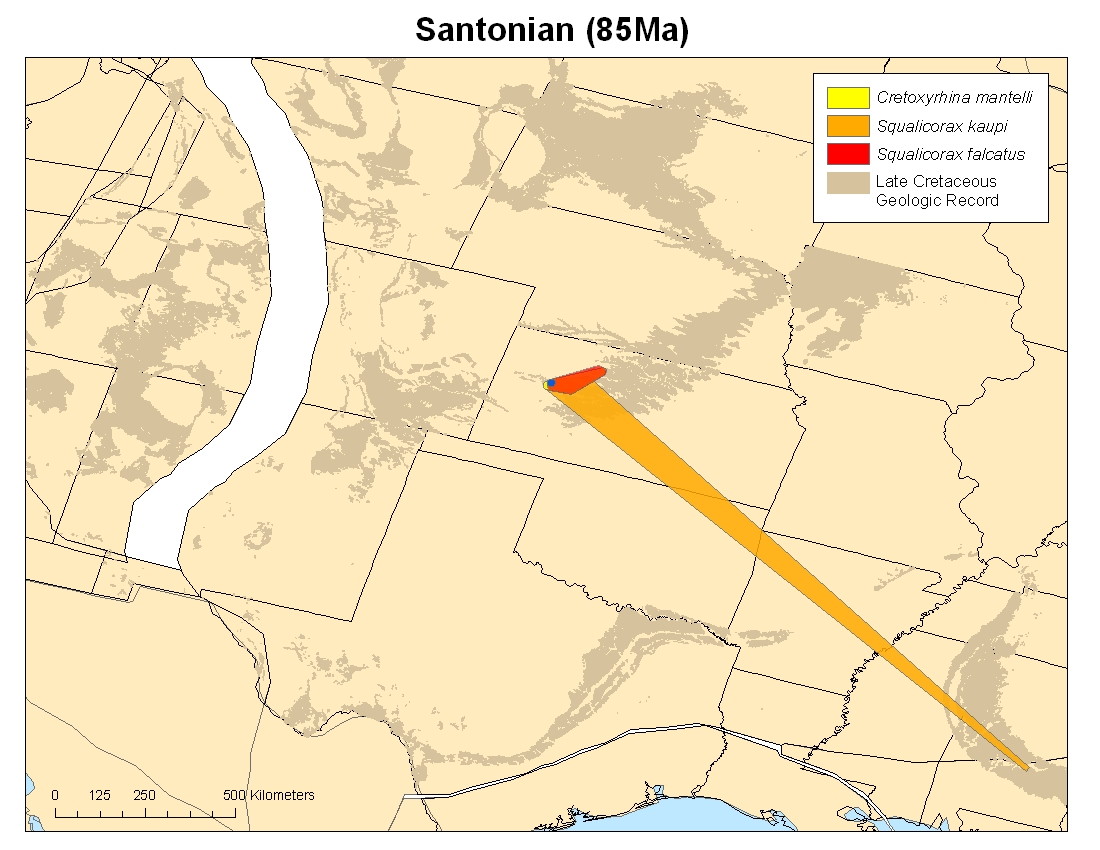 Santonian (85Ma)
Cretoxyrhina mantelli
Squalicorax kaupi
Squalicorax falcatus
Late Cretaceous
Geologic Record
0 125 250 500 Kilometers